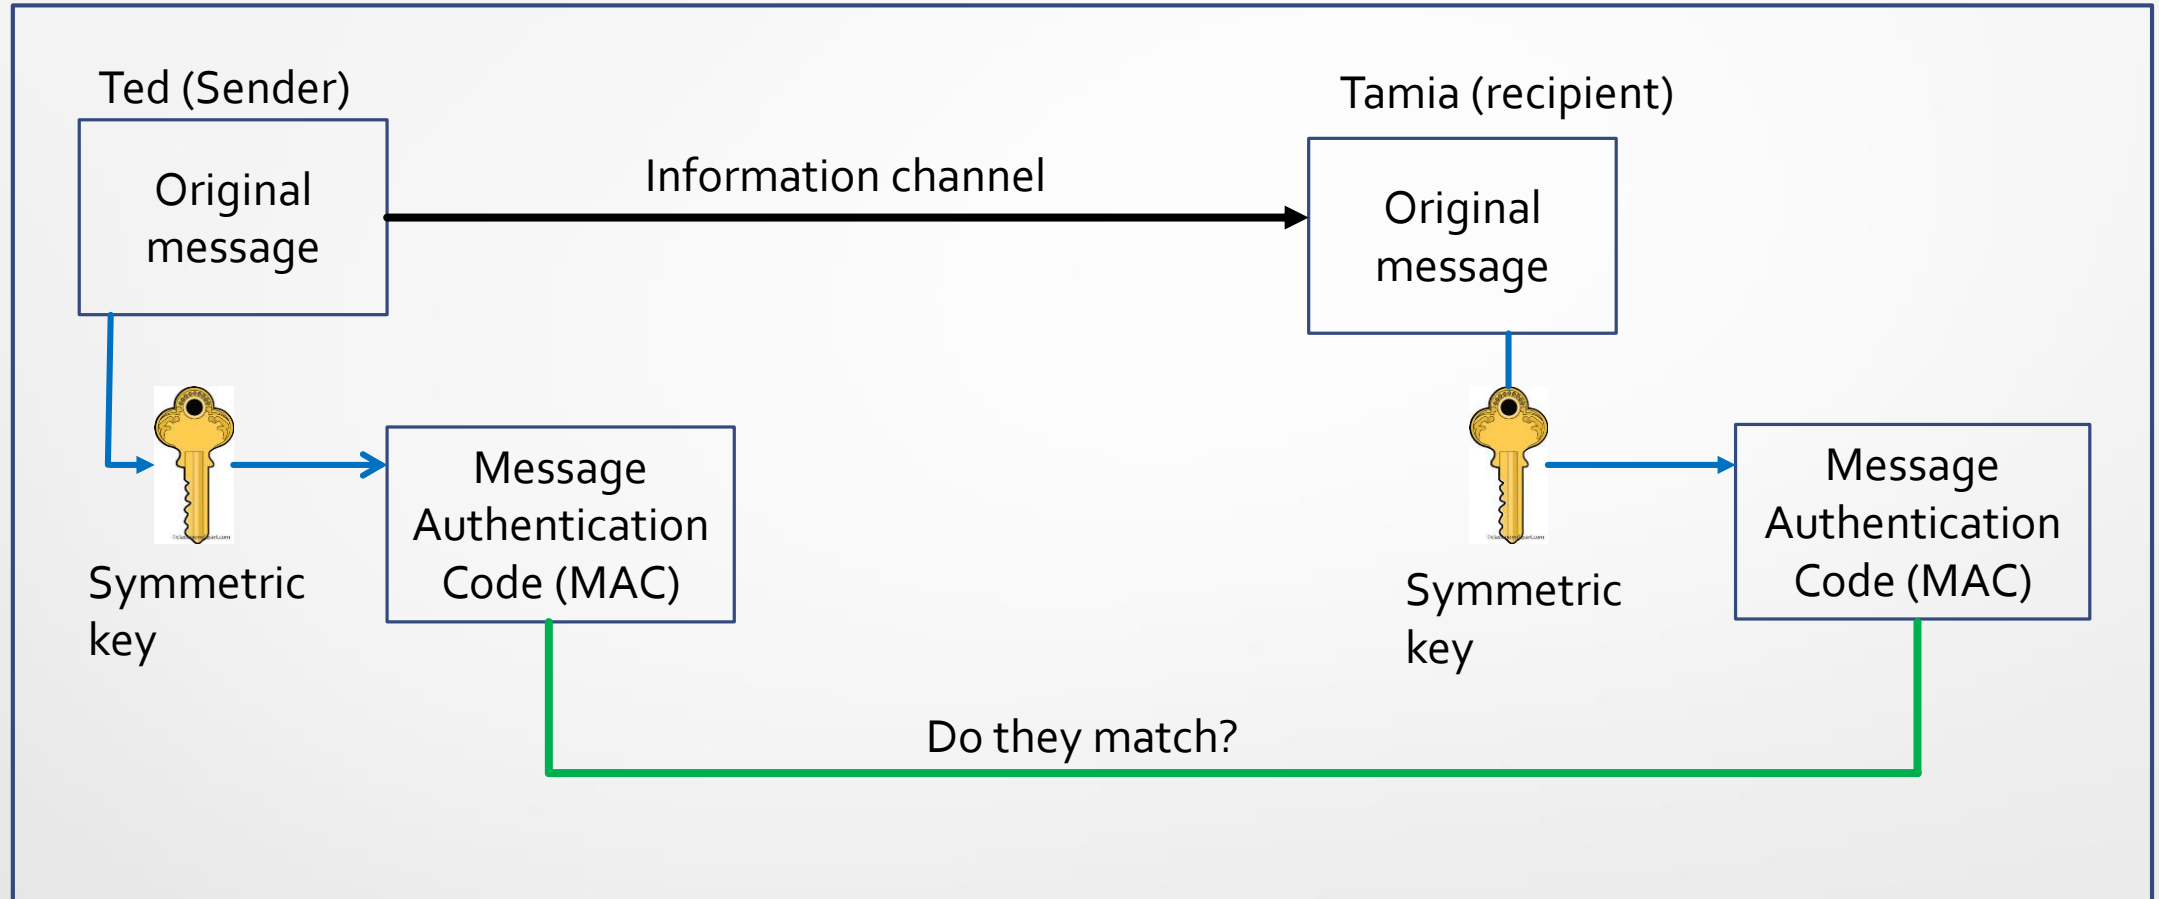 Ted (Sender)
Tamia (recipient)
Original
message
Information channel
Original
message
Message
Authentication
Code (MAC)
Message
Authentication
Code (MAC)
Symmetric
key
Symmetric
key
Do they match?